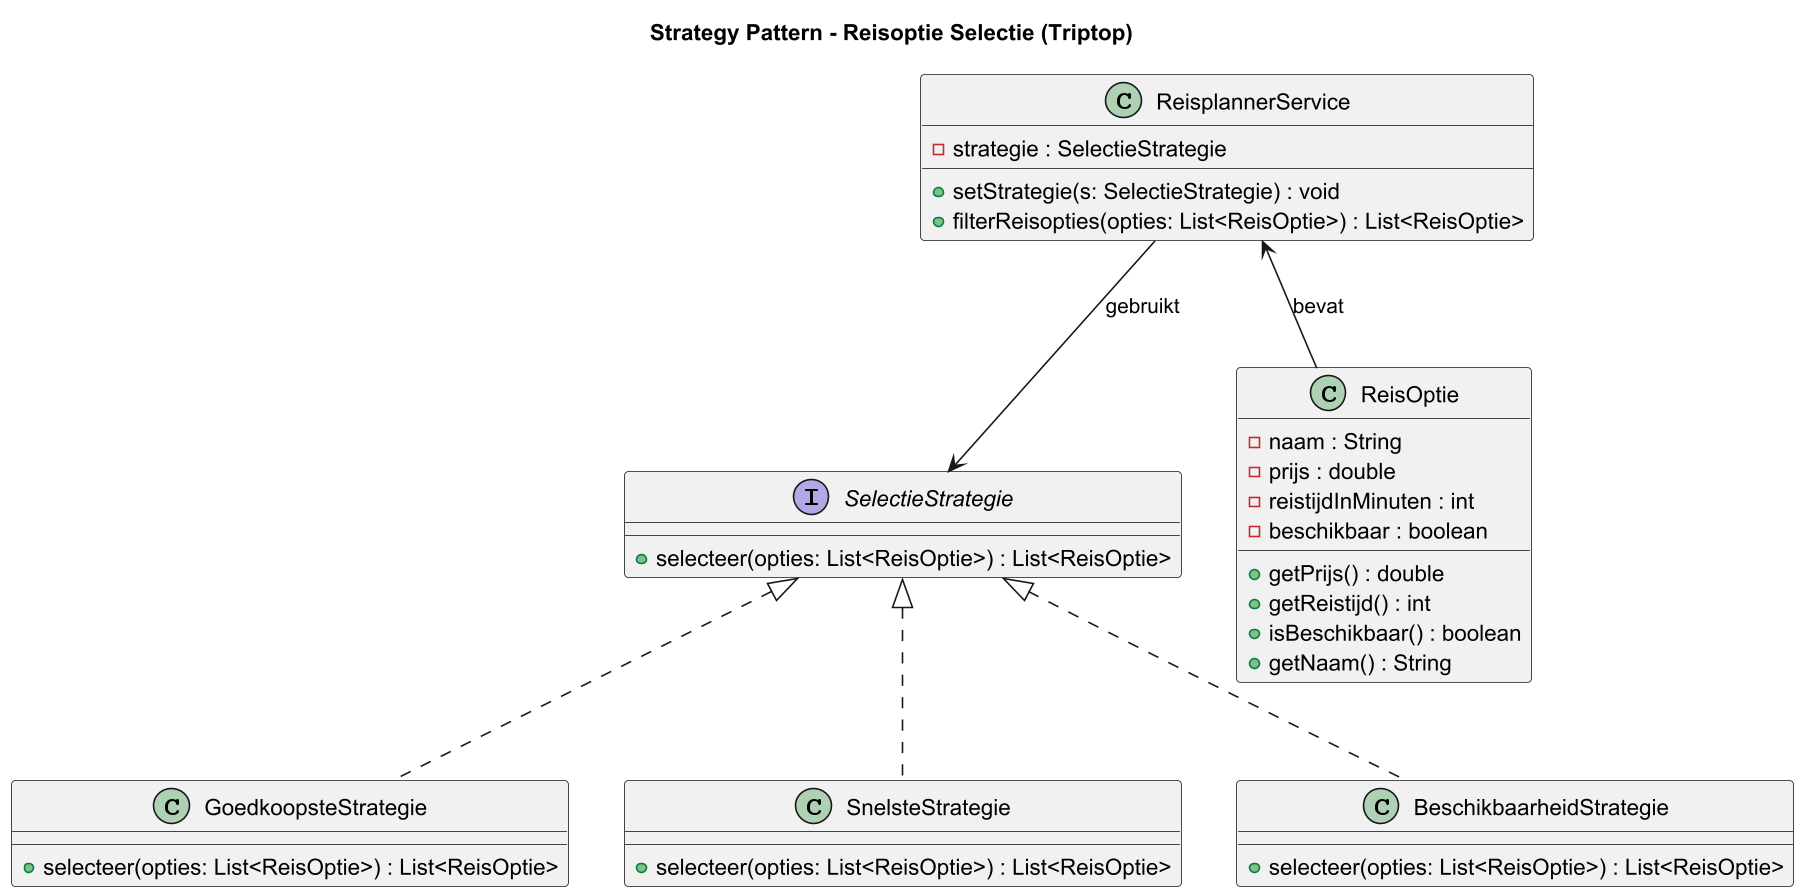 Strategy Pattern - Reisoptie Selectie (Triptop)
C ReisplannerService
strategie : SelectieStrategie
setStrategie(s: SelectieStrategie) : void
filterReisopties(opties: List<ReisOptie>) : List<ReisOptie>
gebruikt
bevat
C ReisOptie
naam : String
prijs : double
reistijdInMinuten : int
beschikbaar : boolean
getPrijs() : double
getReistijd() : int
isBeschikbaar() : boolean
getNaam() : String
I SelectieStrategie
selecteer(opties: List<ReisOptie>) : List<ReisOptie>
C GoedkoopsteStrategie
selecteer(opties: List<ReisOptie>) : List<ReisOptie>
C SnelsteStrategie
selecteer(opties: List<ReisOptie>) : List<ReisOptie>
C BeschikbaarheidStrategie
selecteer(opties: List<ReisOptie>) : List<ReisOptie>